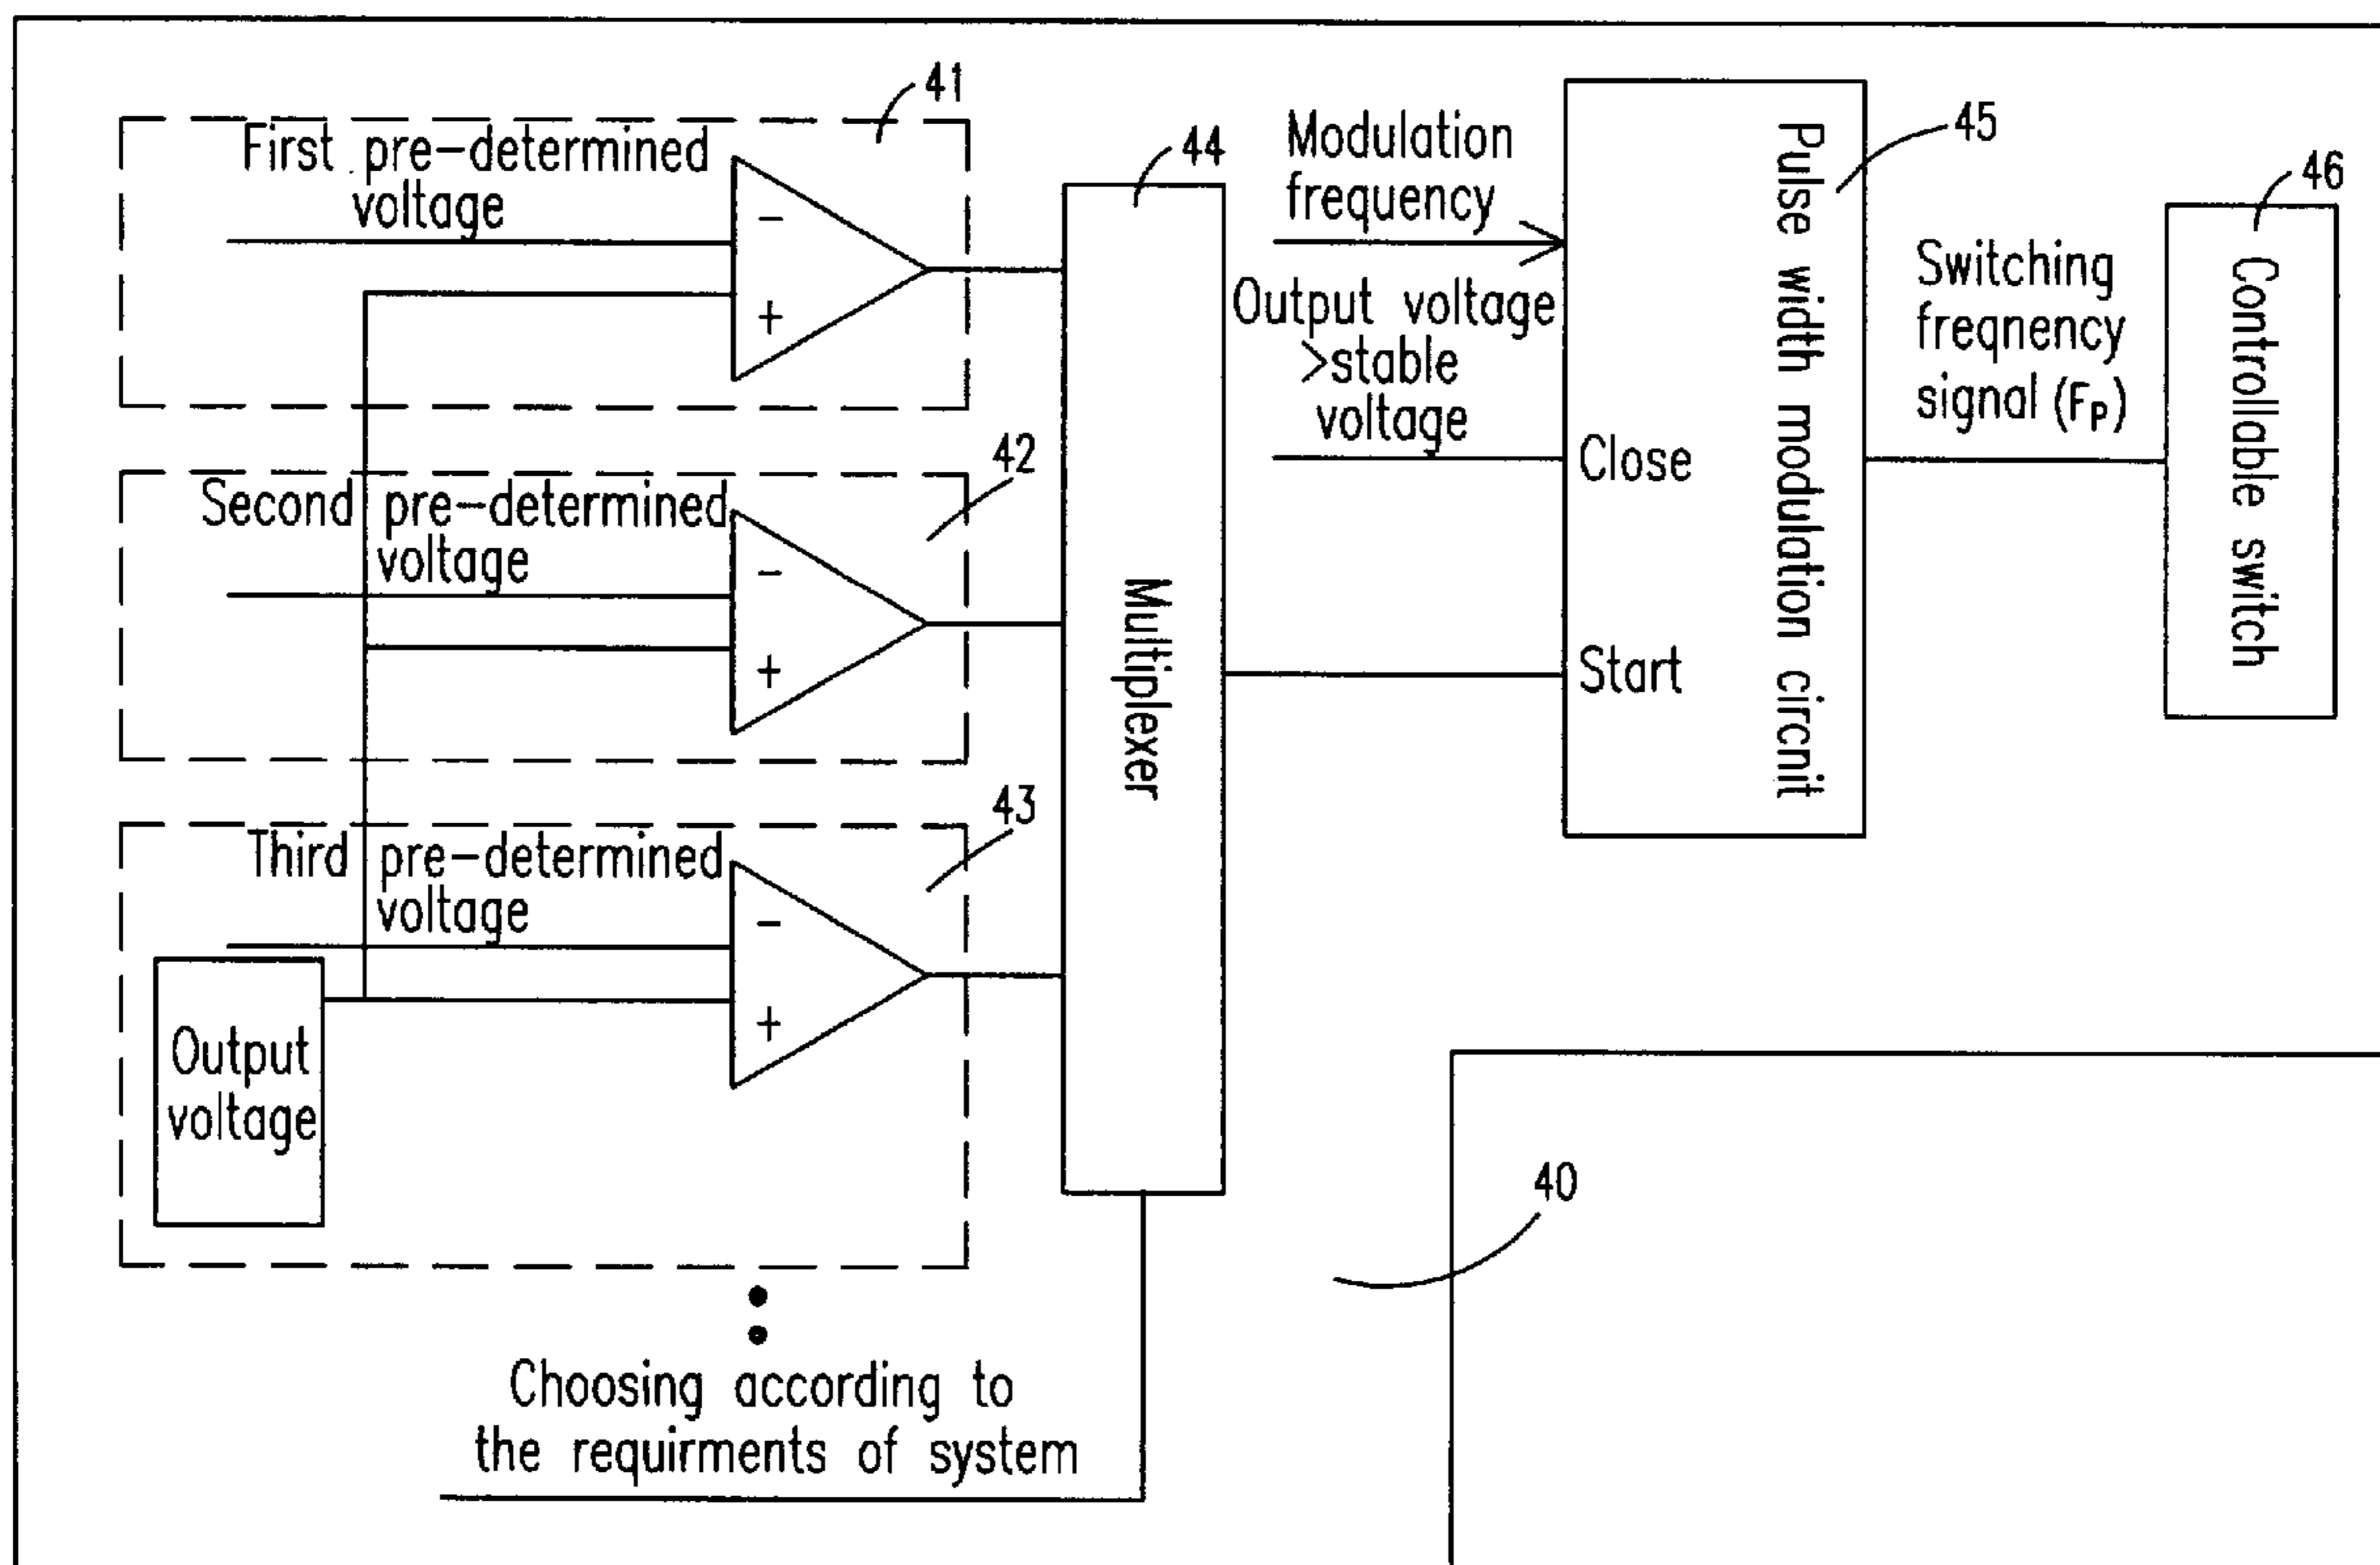 41
First pre-determined
voltage
-
+
42
Second pre-determined
voltage
-
+
43
Third pre-determined
voltage
-
+
Output
voltage
Choosing according to
the requirments of system
44
Multiplexer
Modulation
frequency
Output voltage
>stable
voltage
Close
Start
45
Pulse width modulation circnit
Switching
freqnency
signal (FP)
46
Controllable switch
40